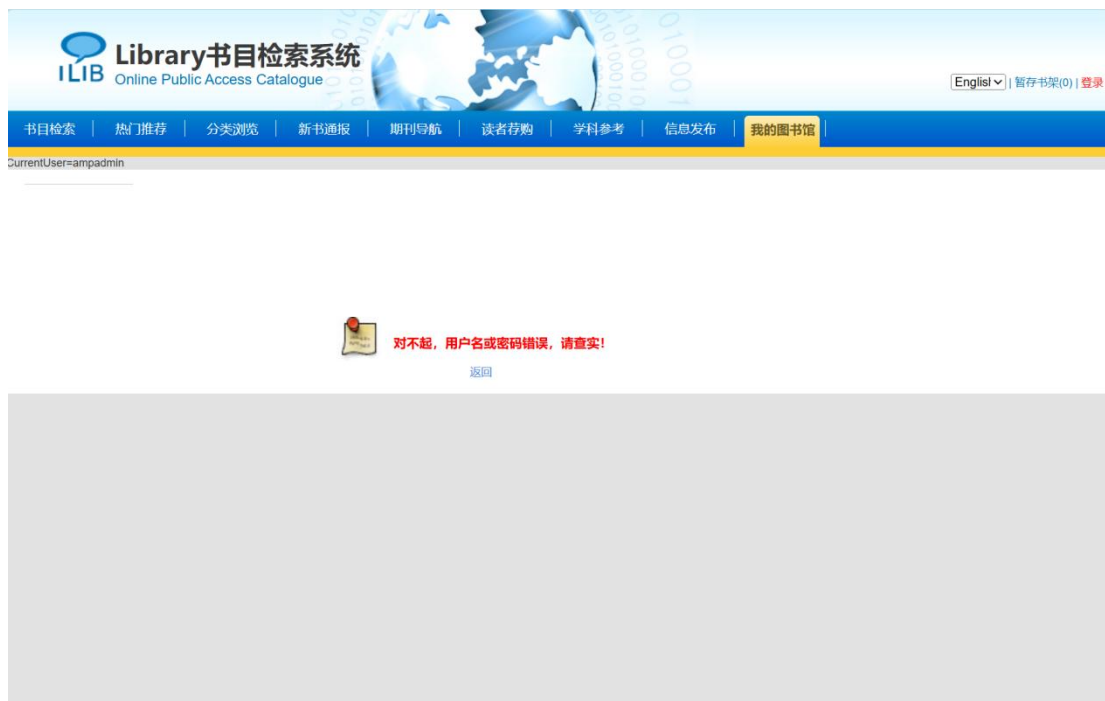 Library书目检索系统
ILIB
Online Public Access Catalogue
Englisl | 暂存书架(0) | 登录
书目检索 | 热门推荐 | 分类浏览 | 新书通报 | 期刊导航 | 读者荐购 | 学科参考 | 信息发布 | 我的图书馆
CurrentUser=ampadmin
对不起，用户名或密码错误，请查实!
返回